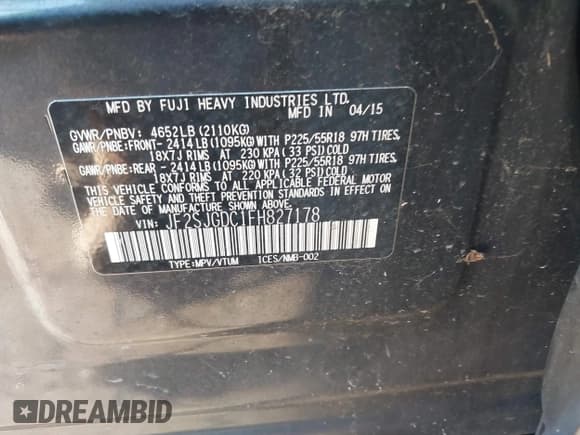 MFD BY FUJI HEAVY INDUSTRIES LTD.
MFD IN 04/15
GVWR/PNBV: 4652LB(2110KG)
GAWR/PNBE:FRONT- 2414LB(1095KG)WITH P225/55R18 97H TIRES,
18X7J RIMS AT 230 KPA( 33 PSI)COLD
GAWR/PNBE:REAR - 2414LB(1095KG)WITH P225/55R18 97H TIRES,
18X7J RIMS AT 220 KPA( 32 PSI)COLD
THIS VEHICLE CONFORMS TO ALL APPLICABLE FEDERAL MOTOR
VEHICLE SAFETY AND THEFT PREVENTION STANDARDS IN EFFECT ON
THE DATE OF MANUFACTURE SHOWN ABOVE.
VIN: JF2SJGDC1FH827178
TYPE:MPV/VTUM ICES/NMB-002
DREAMBID